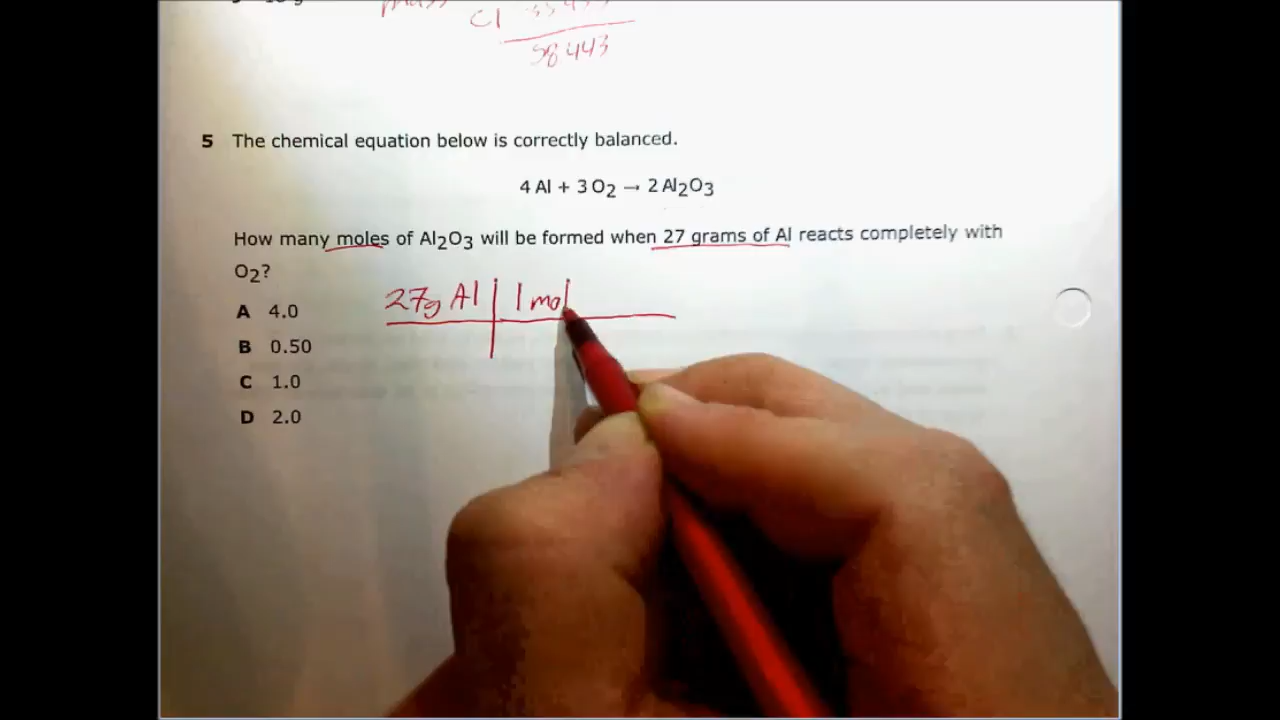 Cl
58443
5 The chemical equation below is correctly balanced.
4 Al + 3 O₂ → 2 Al₂O₃
How many moles of Al₂O₃ will be formed when 27 grams of Al reacts completely with
O₂?
A 4.0
B 0.50
C 1.0
D 2.0
27g Al | 1 mol